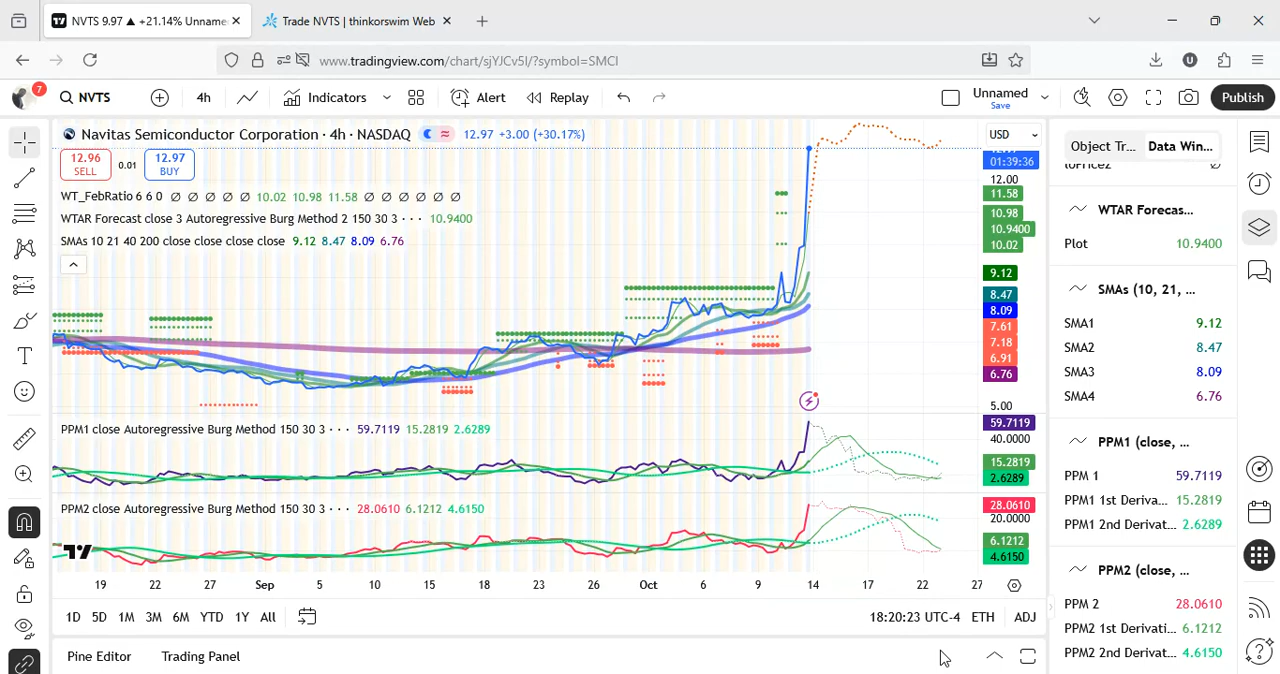 NVTS 9.97 ▲ +21.14% Unname
Trade NVTS | thinkorswim Web
www.tradingview.com/chart/sjYJCv5l/?symbol=SMCI
7
NVTS
4h
Indicators
Alert
Replay
Unnamed
Save
Publish
Navitas Semiconductor Corporation · 4h · NASDAQ 12.97 +3.00 (+30.17%)
USD
12.96
SELL
0.01
12.97
BUY
01:39:36
12.00
WT_FebRatio 6 6 0 Ø Ø Ø Ø Ø 10.02 10.98 11.58 Ø Ø Ø Ø Ø Ø
WTAR Forecast close 3 Autoregressive Burg Method 2 150 30 3 · · · 10.9400
SMAs 10 21 40 200 close close close close 9.12 8.47 8.09 6.76
11.58
10.98
10.9400
10.02
9.12
8.47
8.09
7.61
7.18
6.91
6.76
5.00
PPM1 close Autoregressive Burg Method 150 30 3 · · · 59.7119 15.2819 2.6289
59.7119
40.0000
15.2819
2.6289
PPM2 close Autoregressive Burg Method 150 30 3 · · · 28.0610 6.1212 4.6150
28.0610
20.0000
6.1212
4.6150
19 22 27 Sep 5 10 15 18 23 26 Oct 6 9 14 17 22 27
1D 5D 1M 3M 6M YTD 1Y All
18:20:23 UTC-4 ETH ADJ
Pine Editor Trading Panel
Object Tr... Data Win...
WTAR Forecas...
Plot 10.9400
SMAs (10, 21, ...
SMA1 9.12
SMA2 8.47
SMA3 8.09
SMA4 6.76
PPM1 (close, ...
PPM 1 59.7119
PPM1 1st Deriva... 15.2819
PPM1 2nd Derivat... 2.6289
PPM2 (close, ...
PPM 2 28.0610
PPM2 1st Derivati... 6.1212
PPM2 2nd Derivat... 4.6150